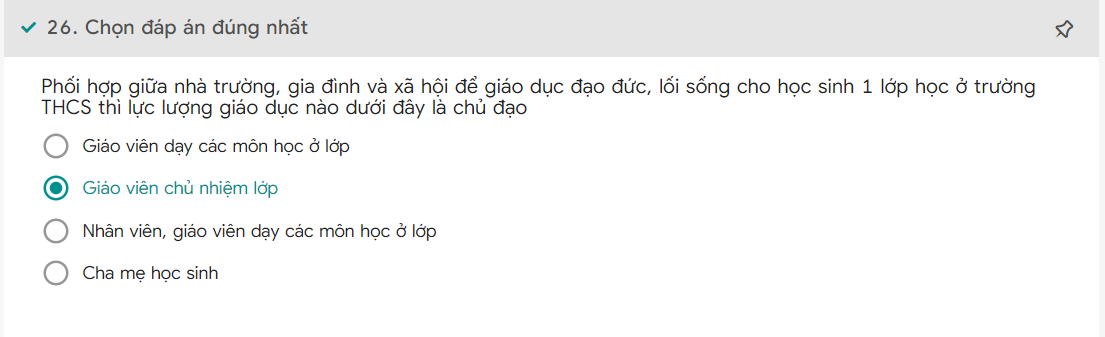 26. Chọn đáp án đúng nhất
Phối hợp giữa nhà trường, gia đình và xã hội để giáo dục đạo đức, lối sống cho học sinh 1 lớp học ở trường
THCS thì lực lượng giáo dục nào dưới đây là chủ đạo
Giáo viên dạy các môn học ở lớp
Giáo viên chủ nhiệm lớp
Nhân viên, giáo viên dạy các môn học ở lớp
Cha mẹ học sinh